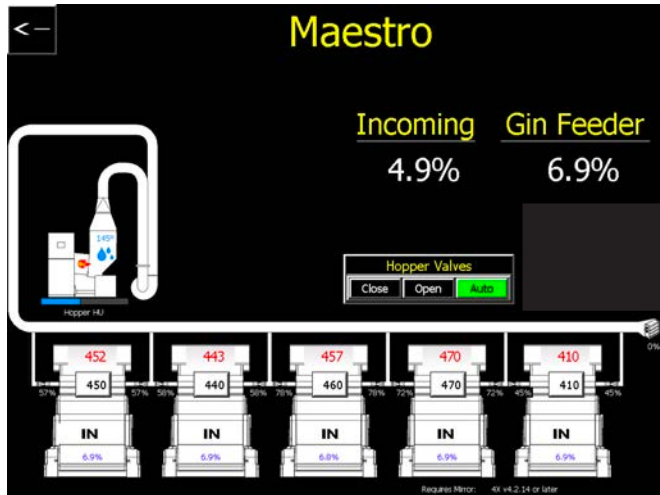 <-
Maestro
Incoming Gin Feeder
4.9% 6.9%
145°
Hopper Valves
Close Open Auto
Hopper HU
0%
452 443 457 470 410
57% 450 57% 58% 440 58% 78% 460 78% 72% 470 72% 45% 410 45%
IN IN IN IN IN
6.9% 6.9% 6.8% 6.9% 6.9%
Requires Mirror: 4X v4.2.14 or later